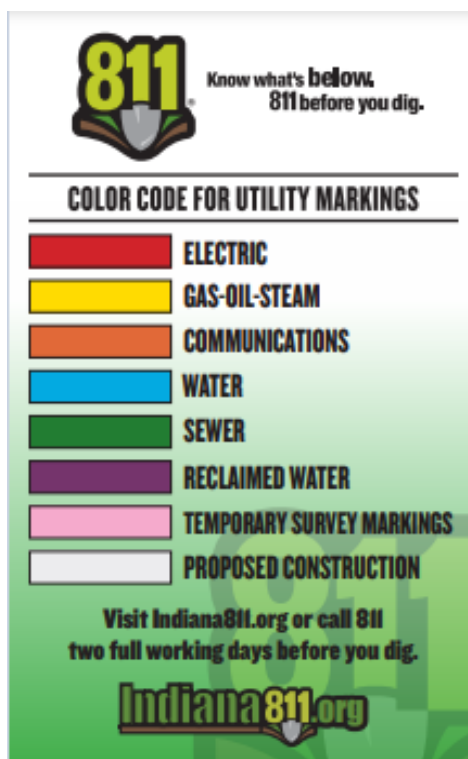 811®
Know what's below.
811 before you dig.
COLOR CODE FOR UTILITY MARKINGS
ELECTRIC
GAS-OIL-STEAM
COMMUNICATIONS
WATER
SEWER
RECLAIMED WATER
TEMPORARY SURVEY MARKINGS
PROPOSED CONSTRUCTION
811
Visit Indiana811.org or call 811
two full working days before you dig.
Indiana811.org